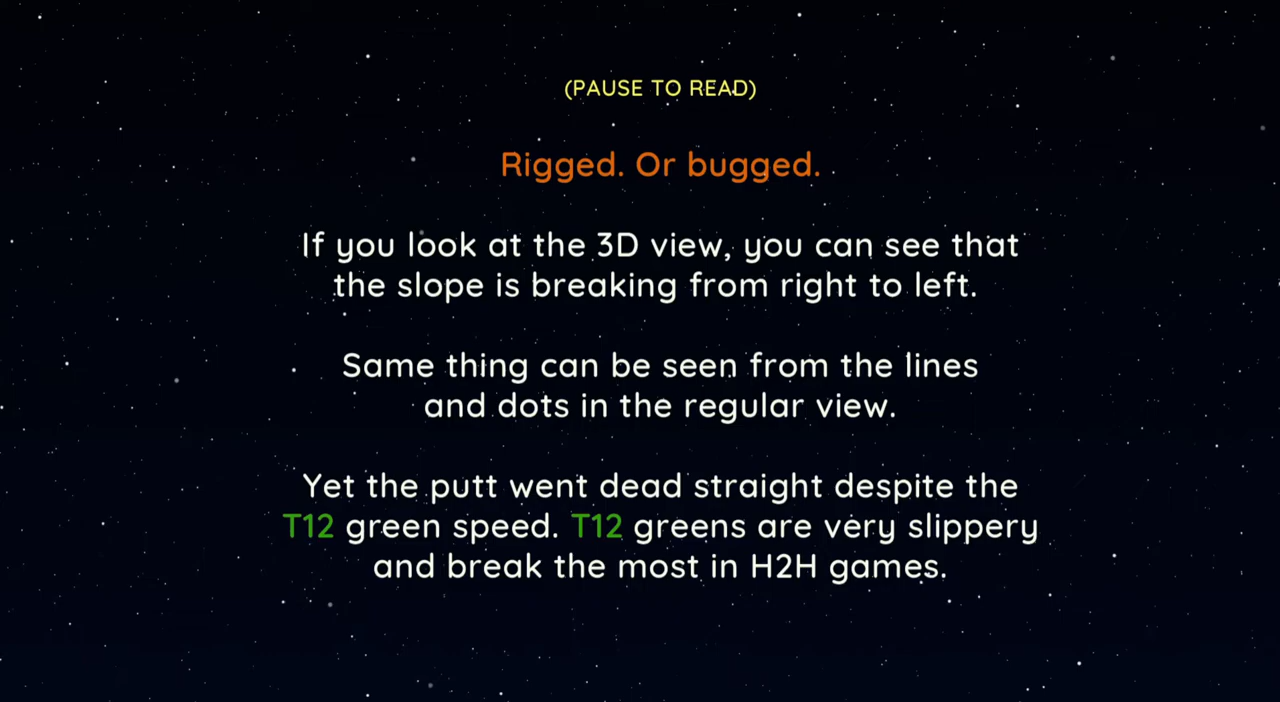 (PAUSE TO READ)
Rigged. Or bugged.
If you look at the 3D view, you can see that
the slope is breaking from right to left.
Same thing can be seen from the lines
and dots in the regular view.
Yet the putt went dead straight despite the
T12 green speed. T12 greens are very slippery
and break the most in H2H games.